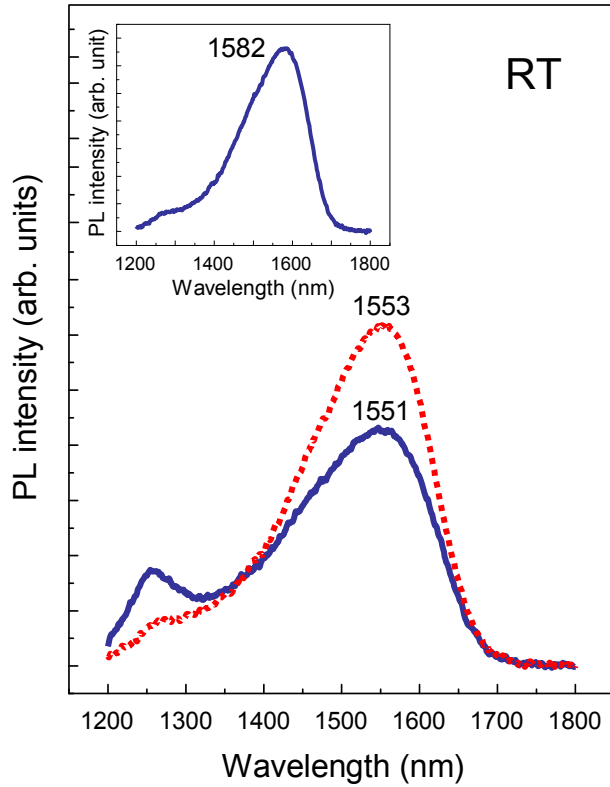 1582
RT
PL intensity (arb. unit)
1200 1400 1600 1800
Wavelength (nm)
1553
1551
PL intensity (arb. units)
1200 1300 1400 1500 1600 1700 1800
Wavelength (nm)